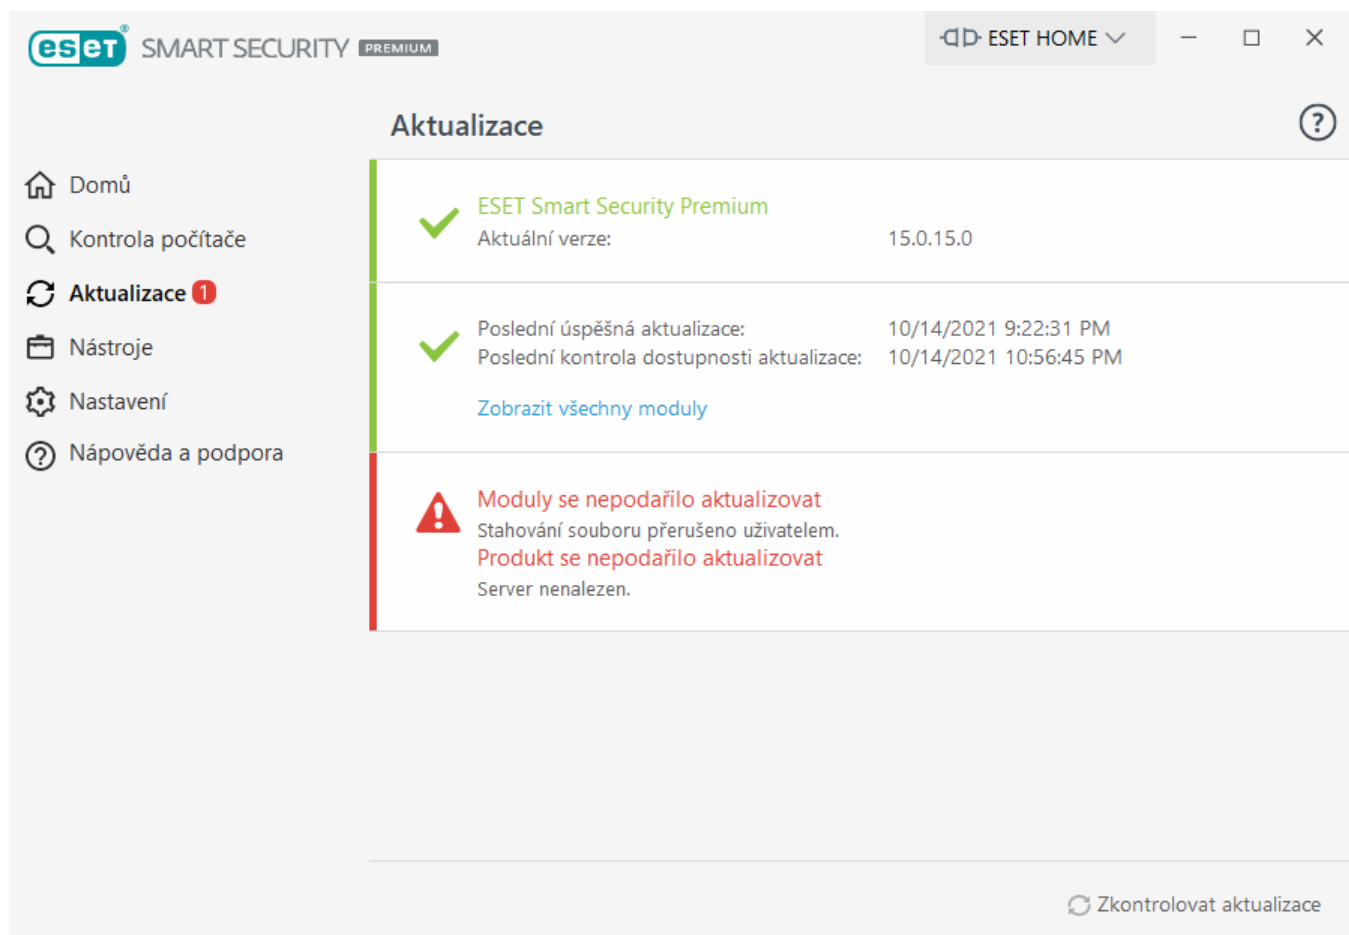 eset® SMART SECURITY PREMIUM
ESET HOME
Aktualizace
Domů
Kontrola počítače
Aktualizace 1
Nástroje
Nastavení
Nápověda a podpora
ESET Smart Security Premium
Aktuální verze: 15.0.15.0
Poslední úspěšná aktualizace: 10/14/2021 9:22:31 PM
Poslední kontrola dostupnosti aktualizace: 10/14/2021 10:56:45 PM
Zobrazit všechny moduly
Moduly se nepodařilo aktualizovat
Stahování souboru přerušeno uživatelem.
Produkt se nepodařilo aktualizovat
Server nenalezen.
Zkontrolovat aktualizace